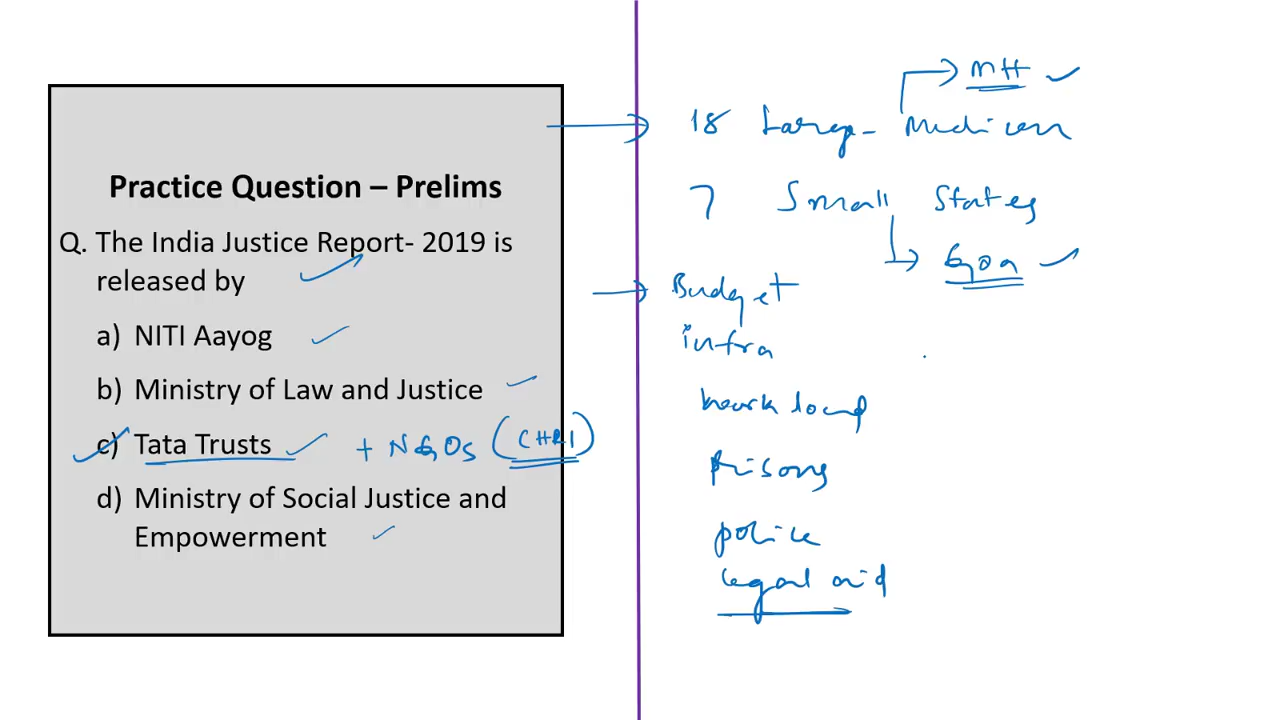 Practice Question – Prelims
Q. The India Justice Report- 2019 is
released by
a) NITI Aayog
b) Ministry of Law and Justice
c) Tata Trusts + NGOs (CHRI)
d) Ministry of Social Justice and
Empowerment
MH
18 Large - Medium
7 Small States
Goa
Budget
infra
work load
prisons
police
legal aid